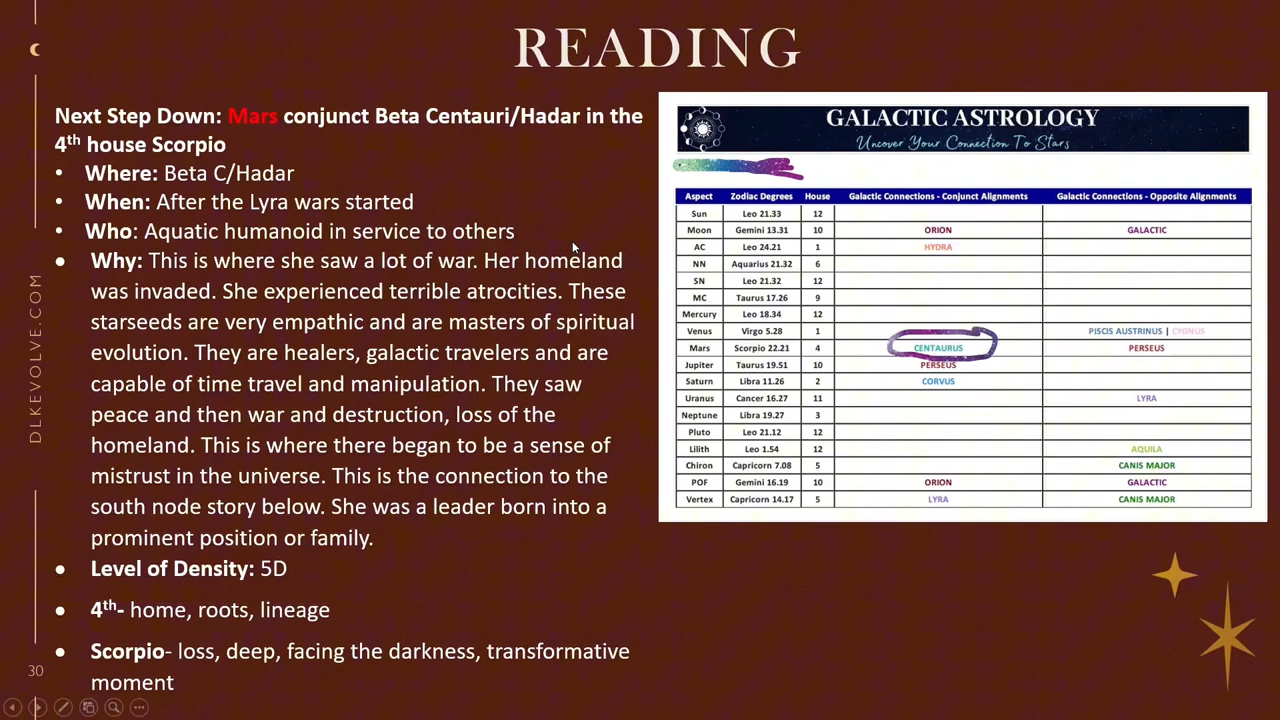 READING
Next Step Down: Mars conjunct Beta Centauri/Hadar in the
4th house Scorpio
• Where: Beta C/Hadar
• When: After the Lyra wars started
• Who: Aquatic humanoid in service to others
• Why: This is where she saw a lot of war. Her homeland
was invaded. She experienced terrible atrocities. These
starseeds are very empathic and are masters of spiritual
evolution. They are healers, galactic travelers and are
capable of time travel and manipulation. They saw
peace and then war and destruction, loss of the
homeland. This is where there began to be a sense of
mistrust in the universe. This is the connection to the
south node story below. She was a leader born into a
prominent position or family.
• Level of Density: 5D
• 4th- home, roots, lineage
• Scorpio- loss, deep, facing the darkness, transformative
moment
DLKEVOLVE.COM
30
GALACTIC ASTROLOGY
Uncover Your Connection To Stars
Aspect Zodiac Degrees House Galactic Connections - Conjunct Alignments Galactic Connections - Opposite Alignments
Sun Leo 21.33 12
Moon Gemini 13.31 10 ORION GALACTIC
AC Leo 24.21 1 HYDRA
NN Aquarius 21.32 6
SN Leo 21.32 12
MC Taurus 17.26 9
Mercury Leo 18.34 12
Venus Virgo 5.28 1 PISCIS AUSTRINUS | CYGNUS
Mars Scorpio 22.21 4 CENTAURUS PERSEUS
Jupiter Taurus 19.51 10 PERSEUS
Saturn Libra 11.26 2 CORVUS
Uranus Cancer 16.27 11 LYRA
Neptune Libra 19.27 3
Pluto Leo 21.12 12
Lilith Leo 1.54 12 AQUILA
Chiron Capricorn 7.08 5 CANIS MAJOR
POF Gemini 16.19 10 ORION GALACTIC
Vertex Capricorn 14.17 5 LYRA CANIS MAJOR